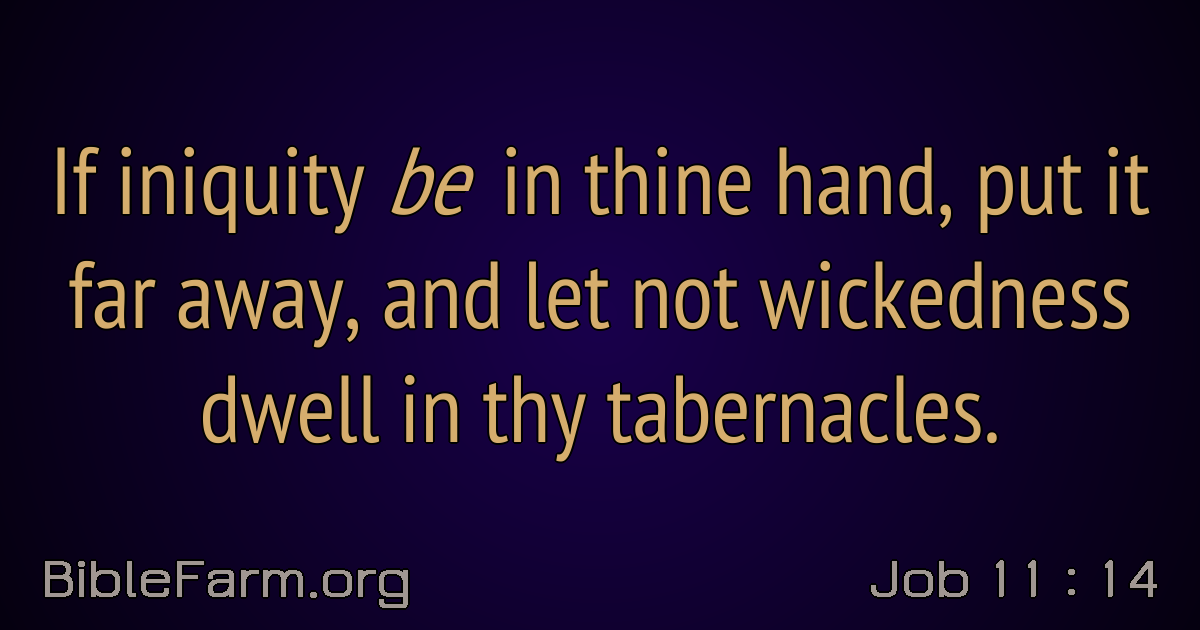 If iniquity be in thine hand, put it
far away, and let not wickedness
dwell in thy tabernacles.
BibleFarm.org
Job 11 : 14